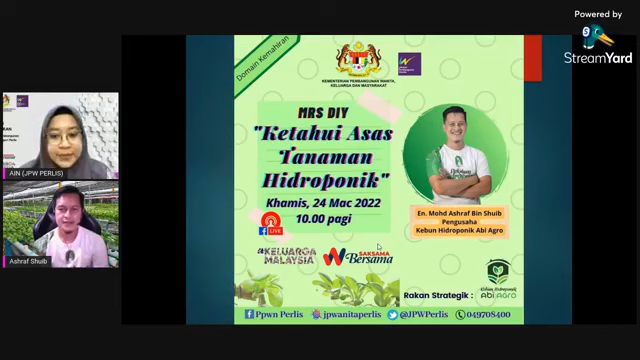 Powered by
StreamYard
Domain Kemahiran
KEMENTERIAN PEMBANGUNAN WANITA,
KELUARGA DAN MASYARAKAT
MRS DIY
"Ketahui Asas
Tanaman
Hidroponik"
Khamis, 24 Mac 2022
10.00 pagi
LIVE
#KELUARGA
MALAYSIA
SAKSAMA
Bersama
En. Mohd Ashraf Bin Shuib
Pengusaha
Kebun Hidroponik Abi Agro
Rakan Strategik :
Kebun Hidroponik
Abi Agro
Ppwn Perlis
jpwanitaperlis
@JPWPerlis
049708400
AIN (JPW PERLIS)
Ashraf Shuib